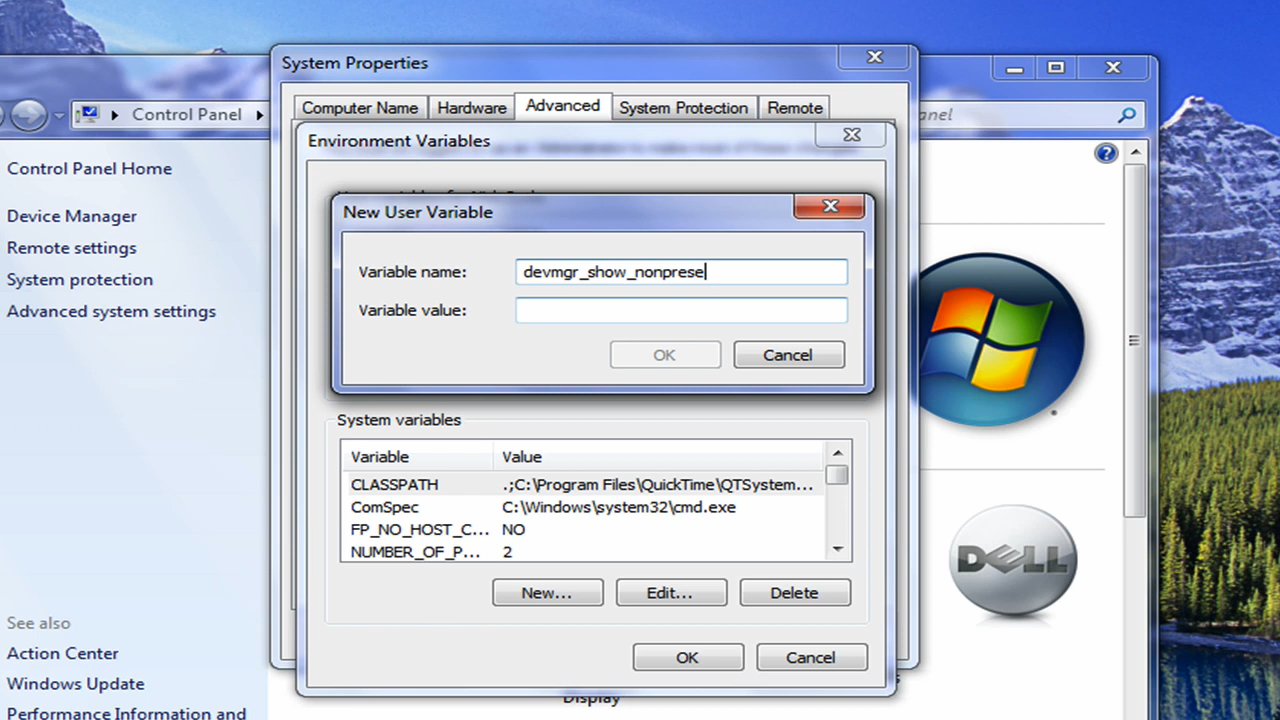 System Properties
Control Panel
anel
Computer Name Hardware Advanced System Protection Remote
Environment Variables
Control Panel Home
Device Manager
Remote settings
System protection
Advanced system settings
New User Variable
Variable name: devmgr_show_nonprese
Variable value:
OK Cancel
System variables
Variable Value
CLASSPATH .;C:\Program Files\QuickTime\QTSystem...
ComSpec C:\Windows\system32\cmd.exe
FP_NO_HOST_C... NO
NUMBER_OF_P... 2
New... Edit... Delete
OK Cancel
DELL
See also
Action Center
Windows Update
Performance Information and
Display